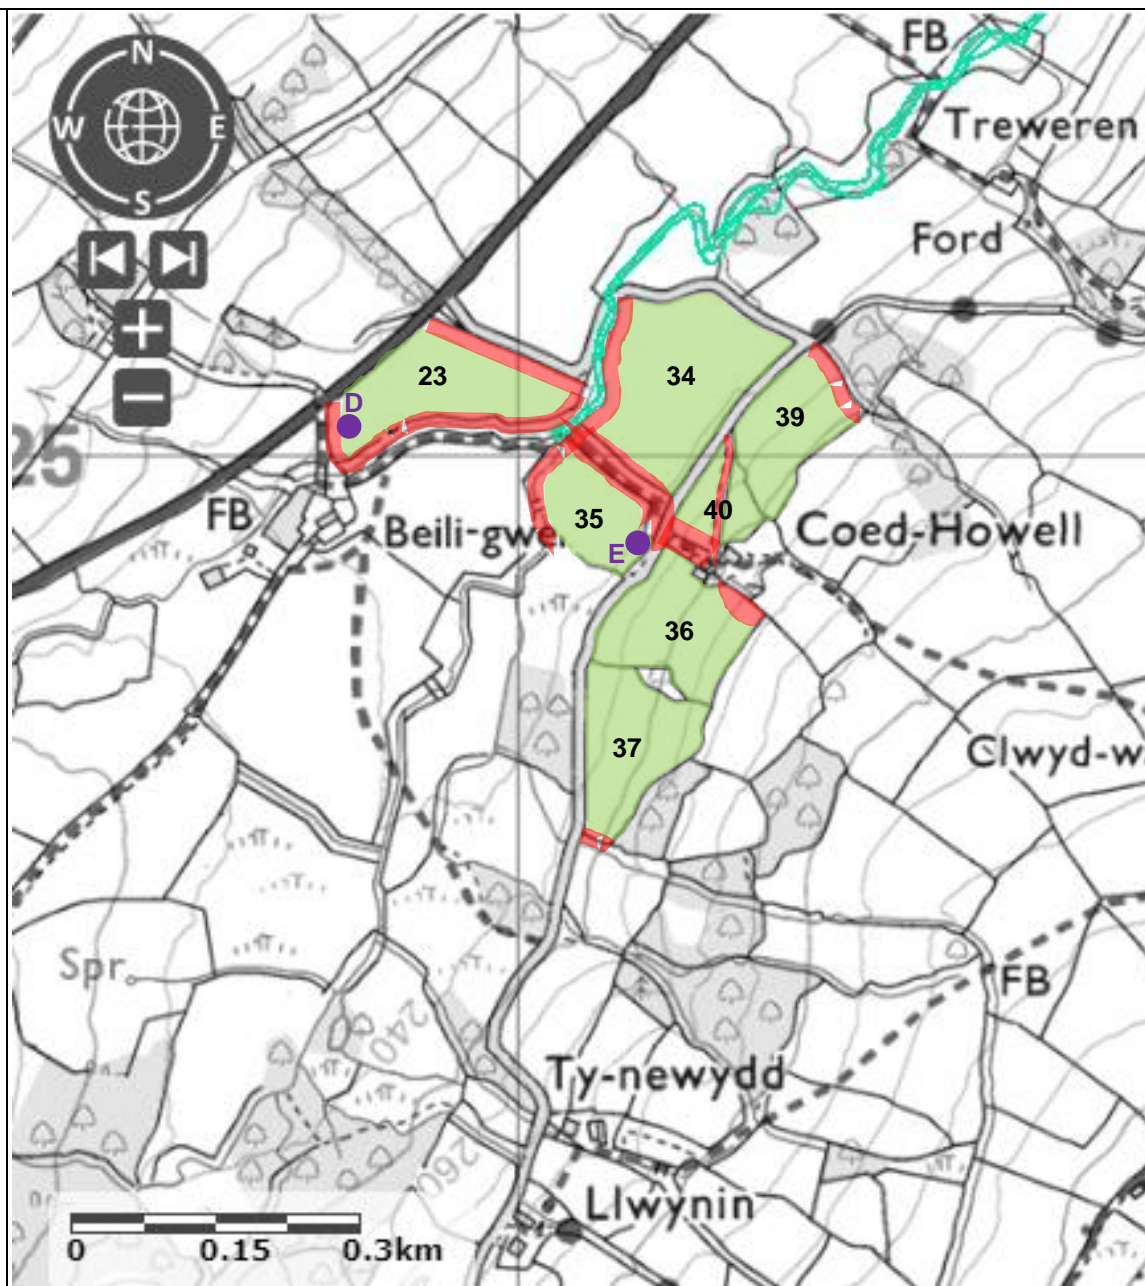 N
W E
S
FB
Treweren
Ford
23
34
D
39
25
FB
Beili-gwe
35
40
Coed-Howell
E
36
37
Clwyd-w
Spr
FB
240
Ty-newydd
260
Llwynin
0 0.15 0.3km